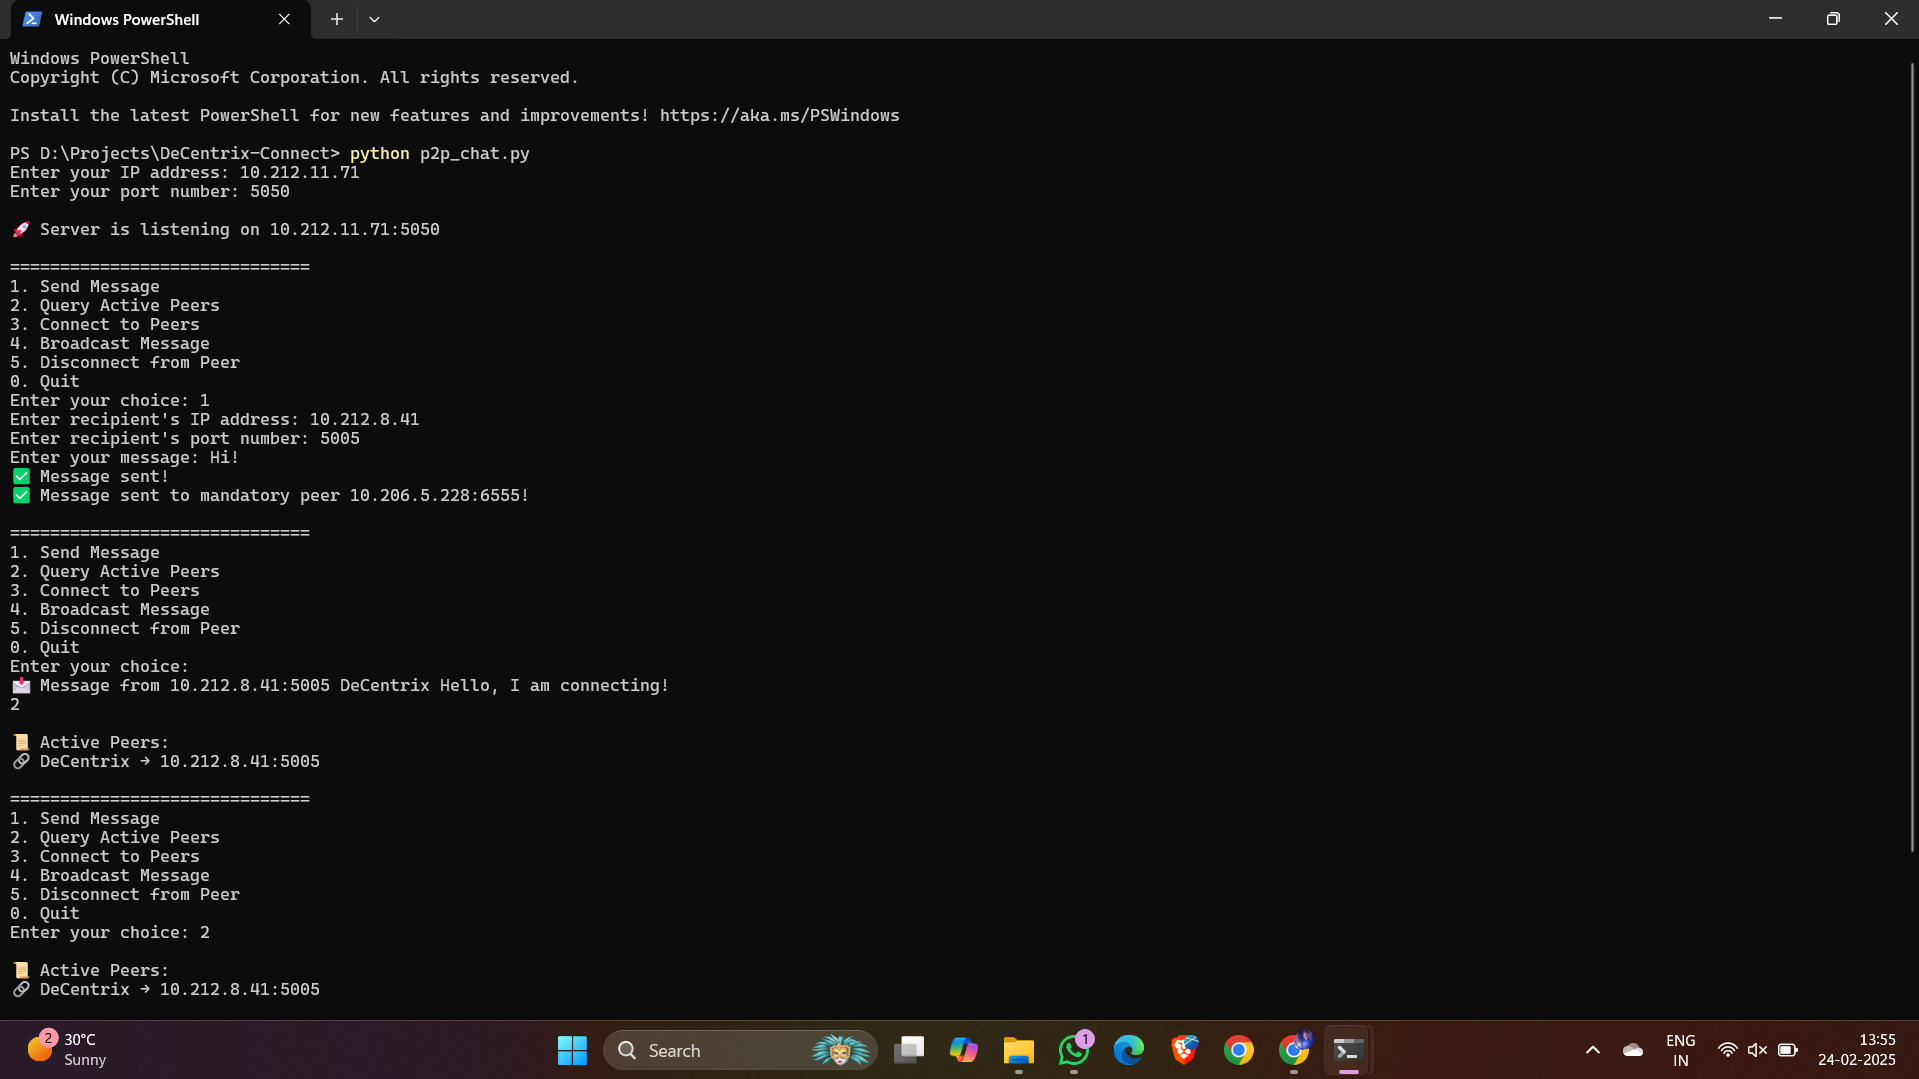 Windows PowerShell
Windows PowerShell
Copyright (C) Microsoft Corporation. All rights reserved.
Install the latest PowerShell for new features and improvements! https://aka.ms/PSWindows
PS D:\Projects\DeCentrix-Connect> python p2p_chat.py
Enter your IP address: 10.212.11.71
Enter your port number: 5050
🚀 Server is listening on 10.212.11.71:5050
==============================
1. Send Message
2. Query Active Peers
3. Connect to Peers
4. Broadcast Message
5. Disconnect from Peer
0. Quit
Enter your choice: 1
Enter recipient's IP address: 10.212.8.41
Enter recipient's port number: 5005
Enter your message: Hi!
✅ Message sent!
✅ Message sent to mandatory peer 10.206.5.228:6555!
==============================
1. Send Message
2. Query Active Peers
3. Connect to Peers
4. Broadcast Message
5. Disconnect from Peer
0. Quit
Enter your choice:
📩 Message from 10.212.8.41:5005 DeCentrix Hello, I am connecting!
2
📜 Active Peers:
🔗 DeCentrix → 10.212.8.41:5005
==============================
1. Send Message
2. Query Active Peers
3. Connect to Peers
4. Broadcast Message
5. Disconnect from Peer
0. Quit
Enter your choice: 2
📜 Active Peers:
🔗 DeCentrix → 10.212.8.41:5005
2
30°C
Sunny
Search
1
ENG
IN
13:55
24-02-2025